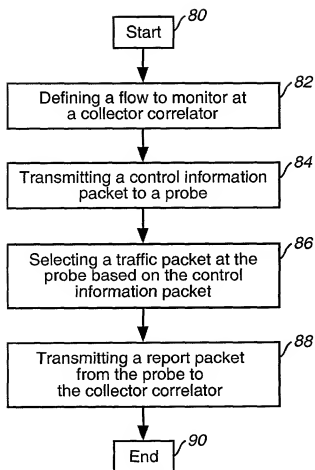 80
Start
82
Defining a flow to monitor at
a collector correlator
84
Transmitting a control information
packet to a probe
86
Selecting a traffic packet at the
probe based on the control
information packet
88
Transmitting a report packet
from the probe to
the collector correlator
90
End